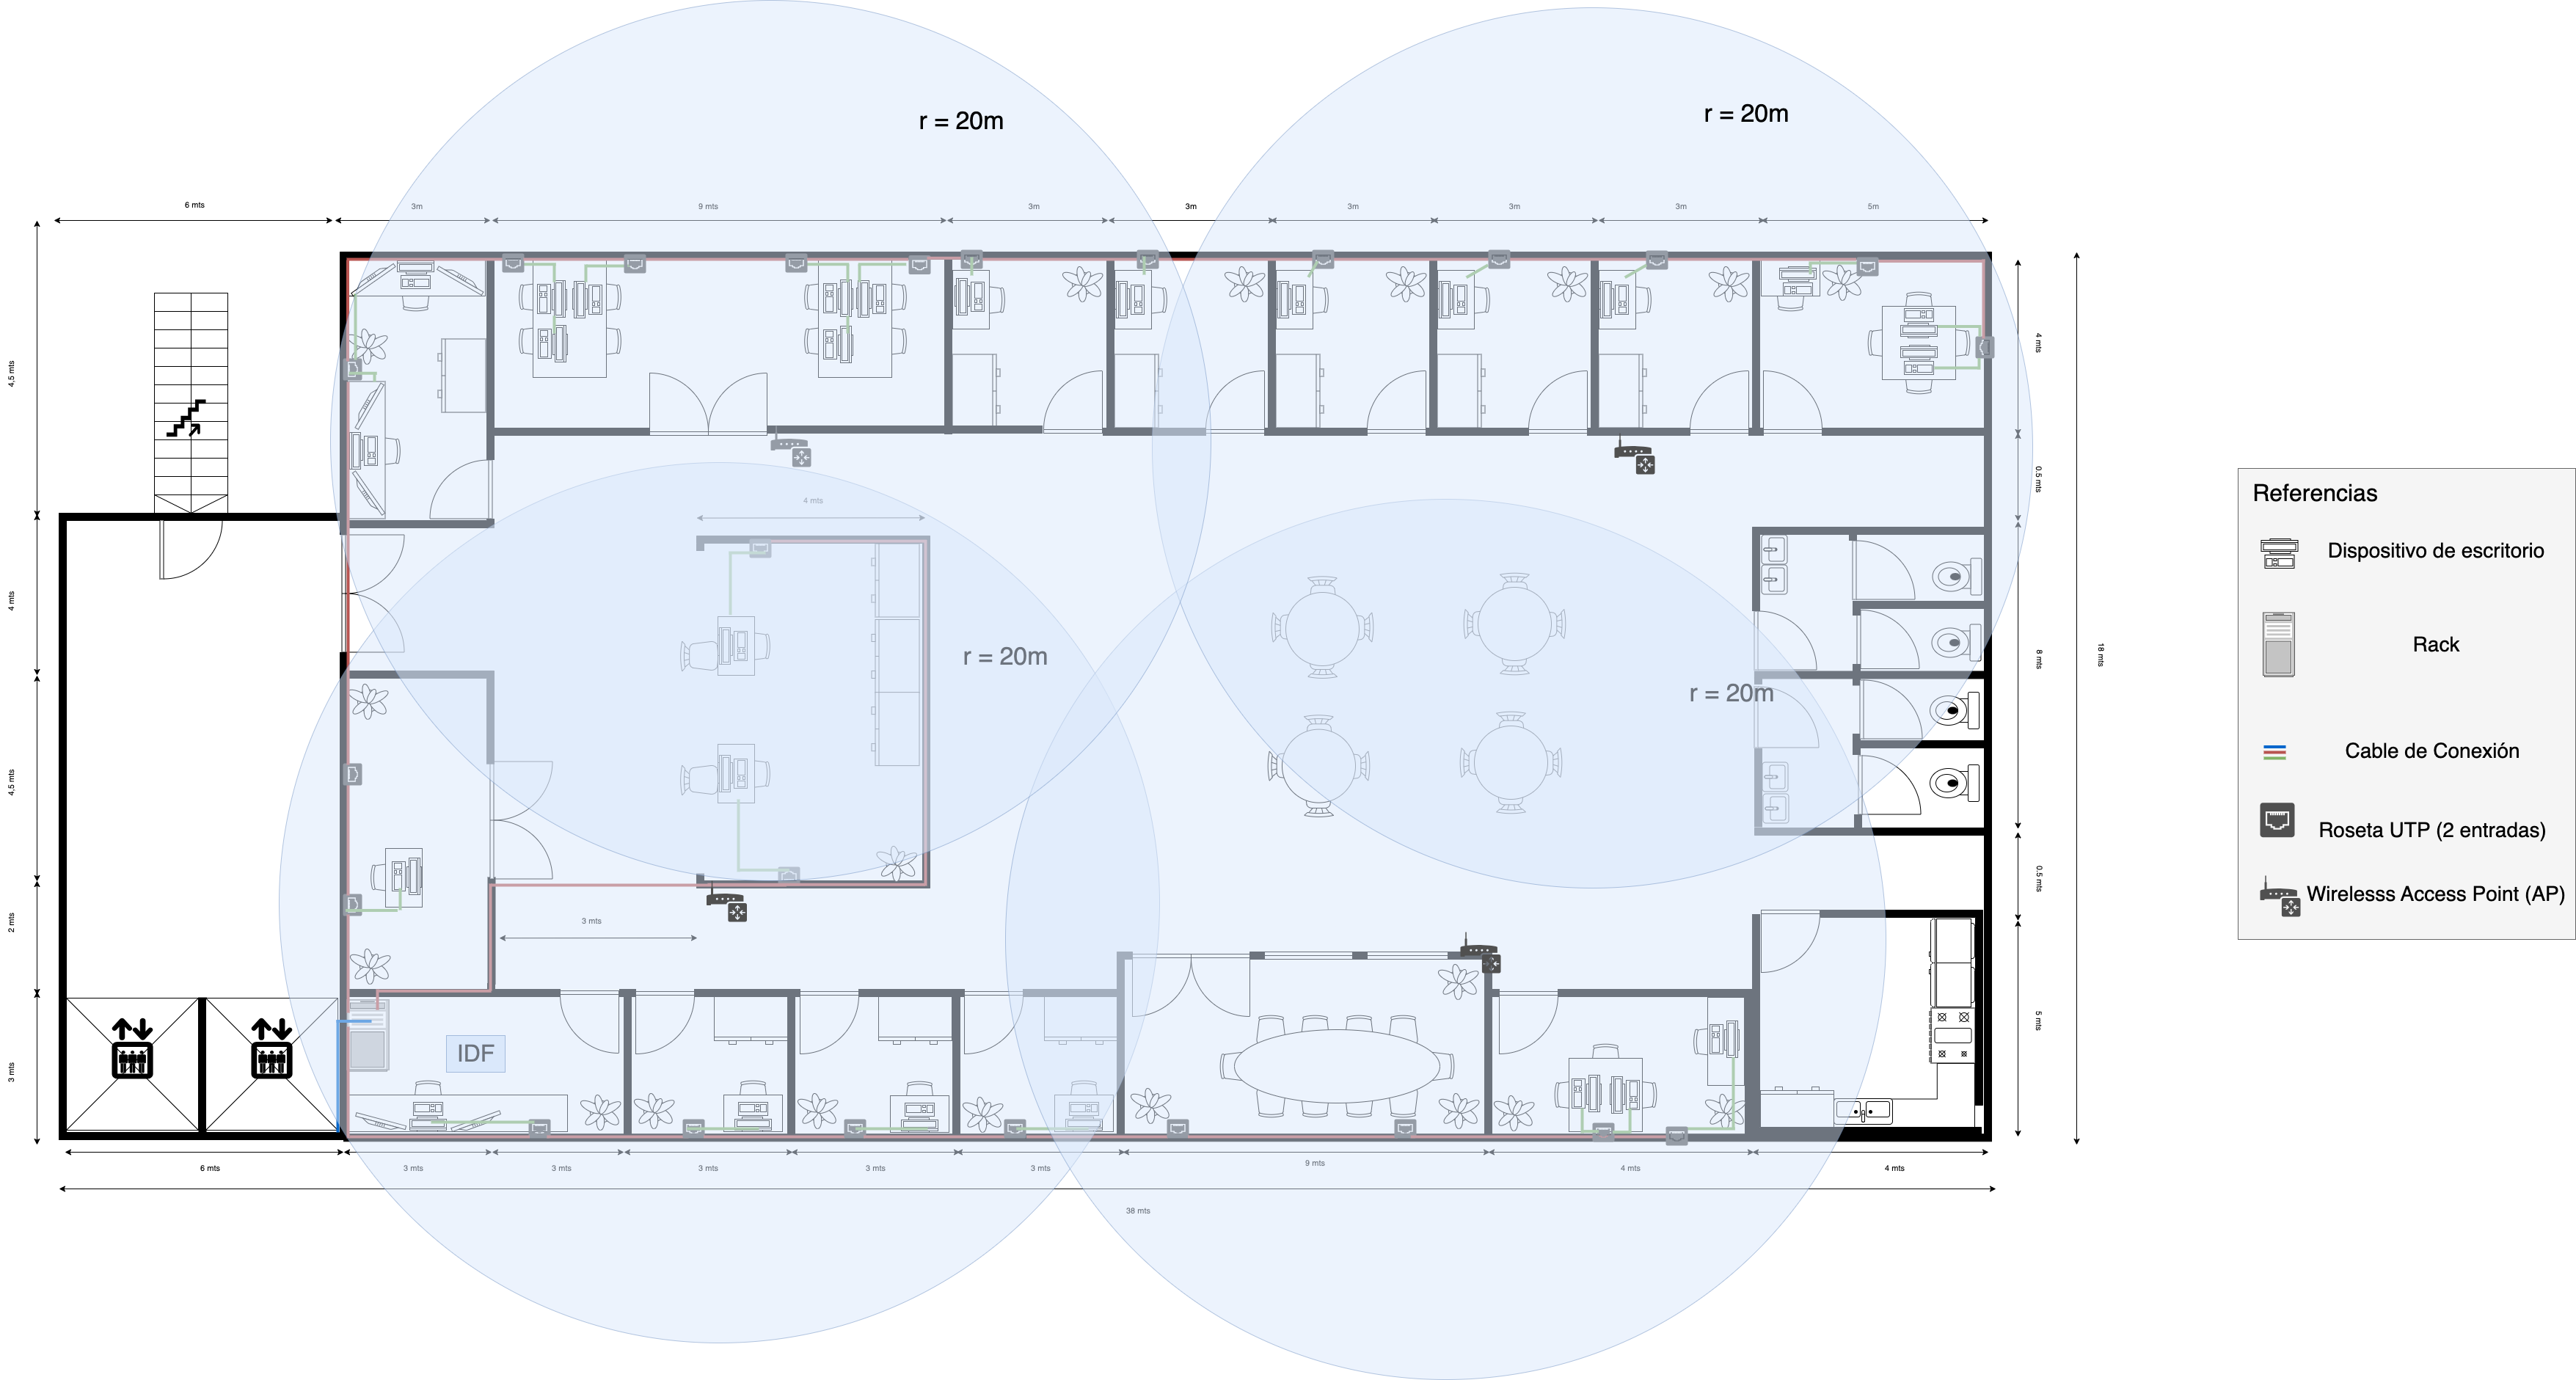 r = 20m
r = 20m
6 mts
3m
9 mts
3m
3m
3m
3m
3m
5m
4,5 mts
4 mts
0.5 mts
4 mts
4 mts
8 mts
18 mts
r = 20m
r = 20m
4,5 mts
0.5 mts
2 mts
3 mts
3 mts
5 mts
IDF
6 mts
3 mts
3 mts
3 mts
3 mts
3 mts
9 mts
4 mts
4 mts
38 mts
Referencias
Dispositivo de escritorio
Rack
Cable de Conexión
Roseta UTP (2 entradas)
Wirelesss Access Point (AP)